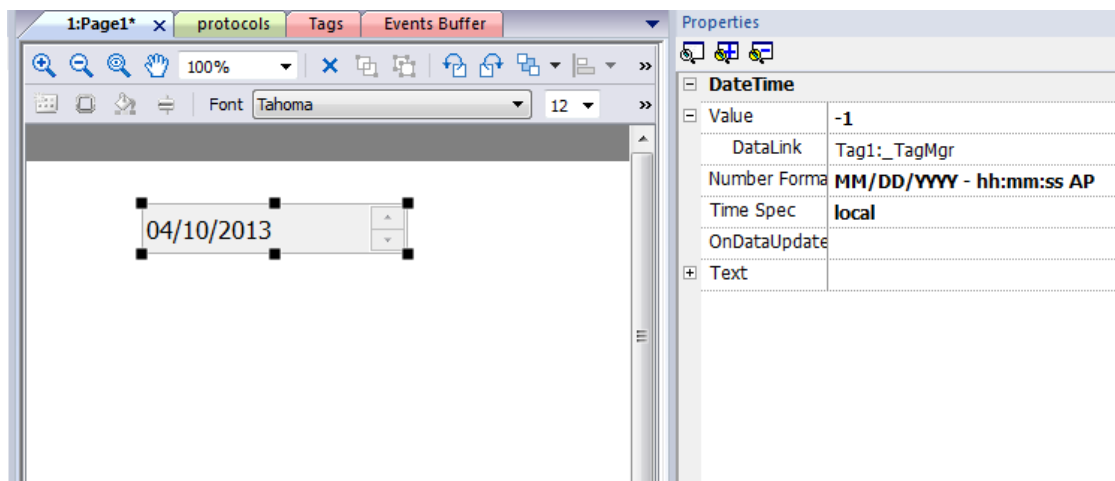 1:Page1* protocols Tags Events Buffer
100%
Font Tahoma 12
04/10/2013
Properties
DateTime
Value -1
DataLink Tag1:_TagMgr
Number Forma MM/DD/YYYY - hh:mm:ss AP
Time Spec local
OnDataUpdate
Text